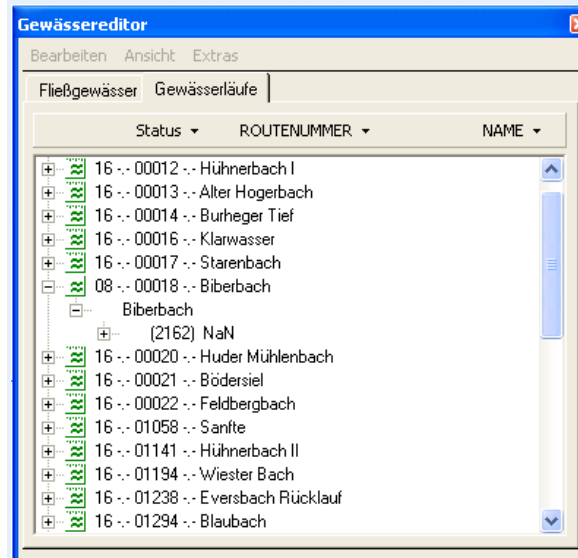 Gewässereditor
Bearbeiten Ansicht Extras
Fließgewässer Gewässerläufe
Status ROUTENUMMER NAME
16 -.- 00012 -.- Hühnerbach I
16 -.- 00013 -.- Alter Hogerbach
16 -.- 00014 -.- Burheger Tief
16 -.- 00016 -.- Klarwasser
16 -.- 00017 -.- Starenbach
08 -.- 00018 -.- Biberbach
Biberbach
(2162) NaN
16 -.- 00020 -.- Huder Mühlenbach
16 -.- 00021 -.- Bödersiel
16 -.- 00022 -.- Feldbergbach
16 -.- 01058 -.- Sanfte
16 -.- 01141 -.- Hühnerbach II
16 -.- 01194 -.- Wiester Bach
16 -.- 01238 -.- Eversbach Rücklauf
16 -.- 01294 -.- Blaubach